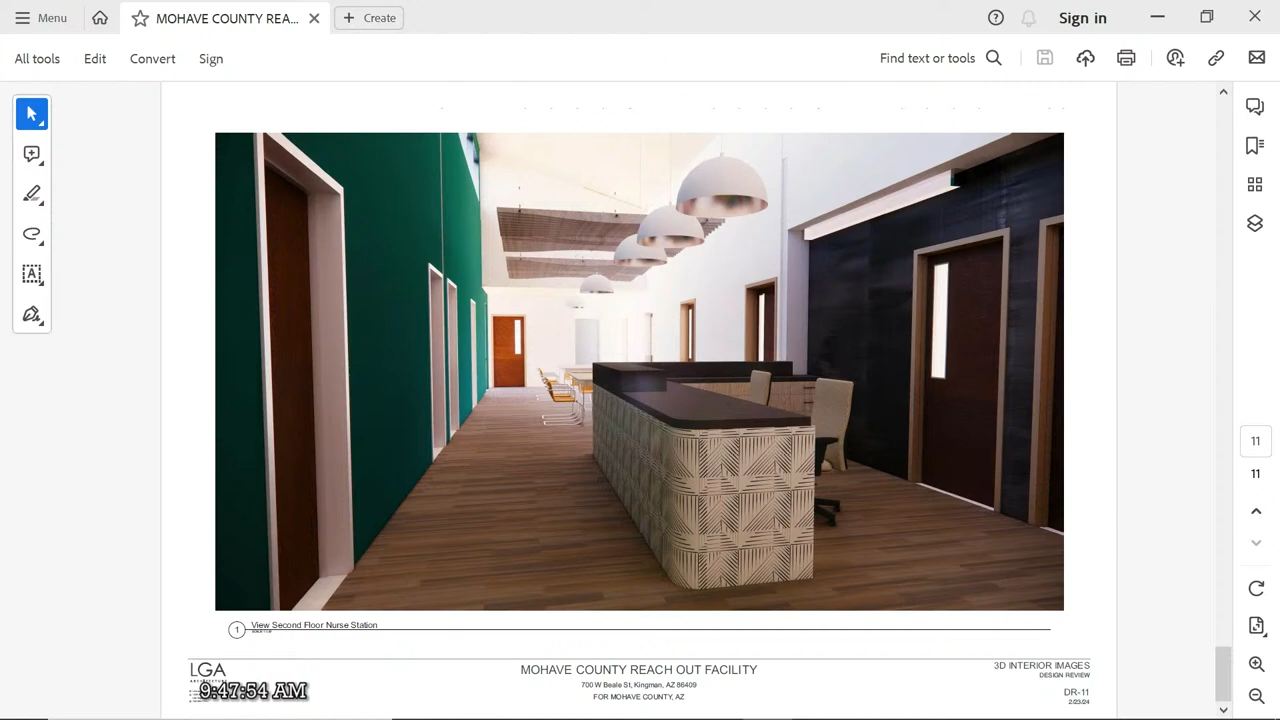 Menu
MOHAVE COUNTY REA...
Create
Sign in
All tools
Edit
Convert
Sign
Find text or tools
11
11
1
View Second Floor Nurse Station
LGA
ARCHITECTURE
9:47:54 AM
MOHAVE COUNTY REACH OUT FACILITY
700 W Beale St, Kingman, AZ 86409
FOR MOHAVE COUNTY, AZ
3D INTERIOR IMAGES
DESIGN REVIEW
DR-11
2/23/24